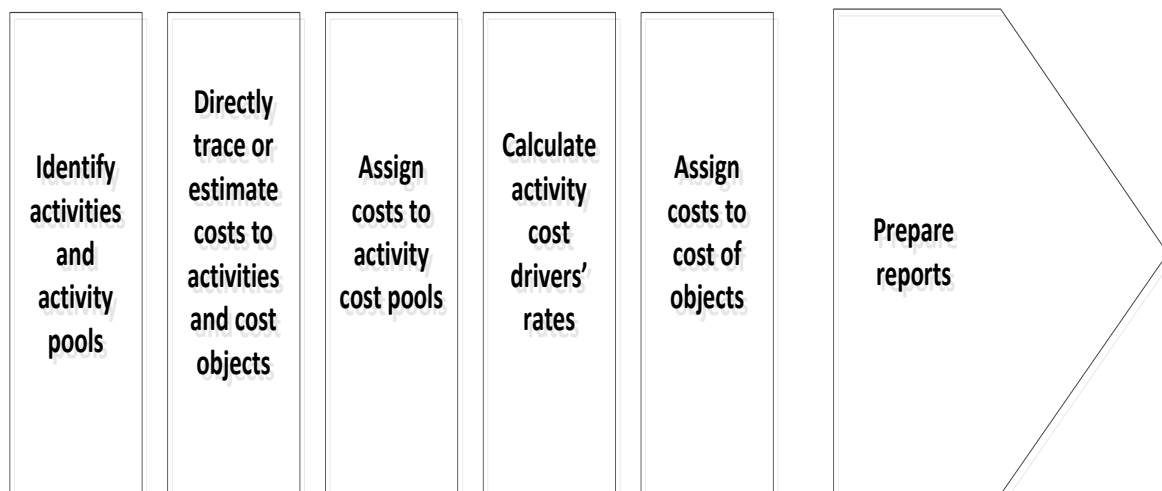 Identify
activities
and
activity
pools
Directly
trace or
estimate
costs to
activities
and cost
objects
Assign
costs to
activity
cost pools
Calculate
activity
cost
drivers’
rates
Assign
costs to
cost of
objects
Prepare
reports